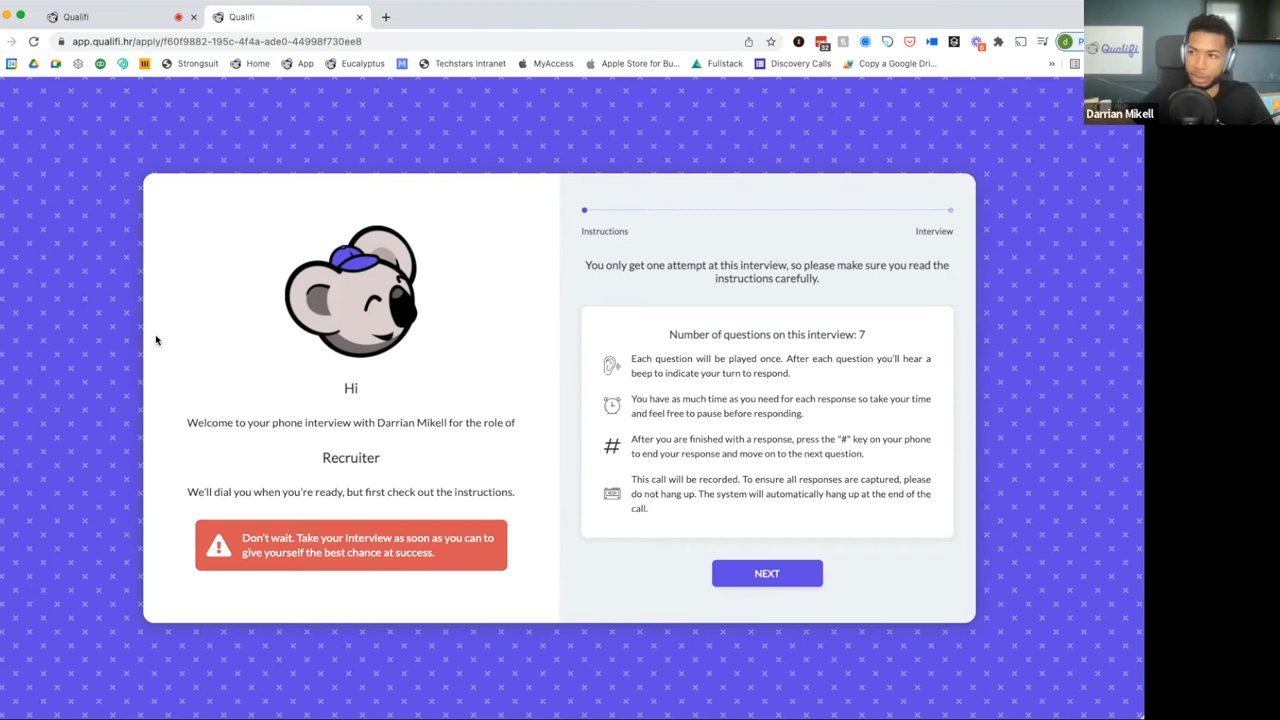 Qualifi
Qualifi
app.qualifi.hr/apply/f60f9882-195c-4f4a-ade0-44998f730ee8
Strongsuit
Home
App
Eucalyptus
Techstars Intranet
MyAccess
Apple Store for Bu...
Fullstack
Discovery Calls
Copy a Google Dri...
»
Qualifi
Darrian Mikell
Hi
Welcome to your phone interview with Darrian Mikell for the role of
Recruiter
We'll dial you when you're ready, but first check out the instructions.
Don't wait. Take your interview as soon as you can to
give yourself the best chance at success.
Instructions
Interview
You only get one attempt at this interview, so please make sure you read the
instructions carefully.
Number of questions on this interview: 7
Each question will be played once. After each question you'll hear a
beep to indicate your turn to respond.
You have as much time as you need for each response so take your time
and feel free to pause before responding.
#
After you are finished with a response, press the "#" key on your phone
to end your response and move on to the next question.
This call will be recorded. To ensure all responses are captured, please
do not hang up. The system will automatically hang up at the end of the
call.
NEXT